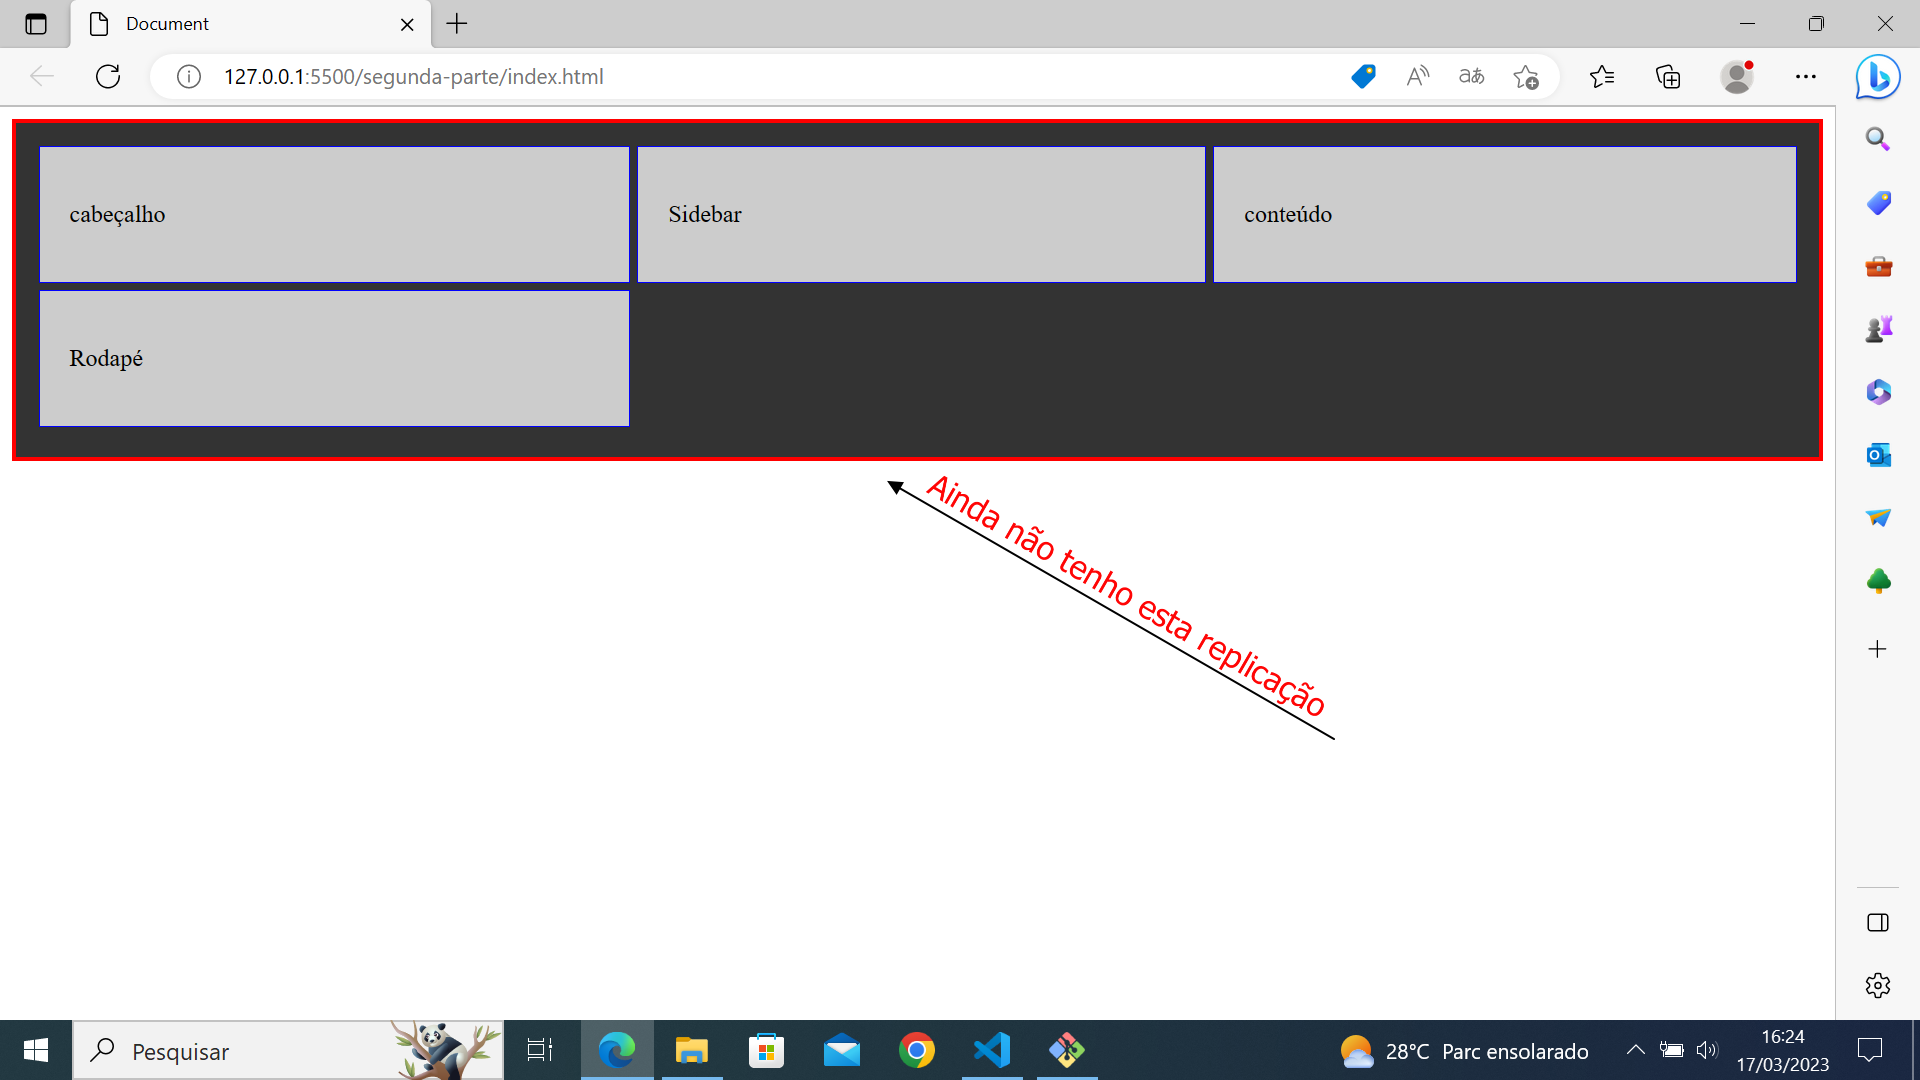 Document
127.0.0.1:5500/segunda-parte/index.html
cabeçalho
Sidebar
conteúdo
Rodapé
Ainda não tenho esta replicação
Pesquisar
28°C Parc ensolarado
16:24
17/03/2023